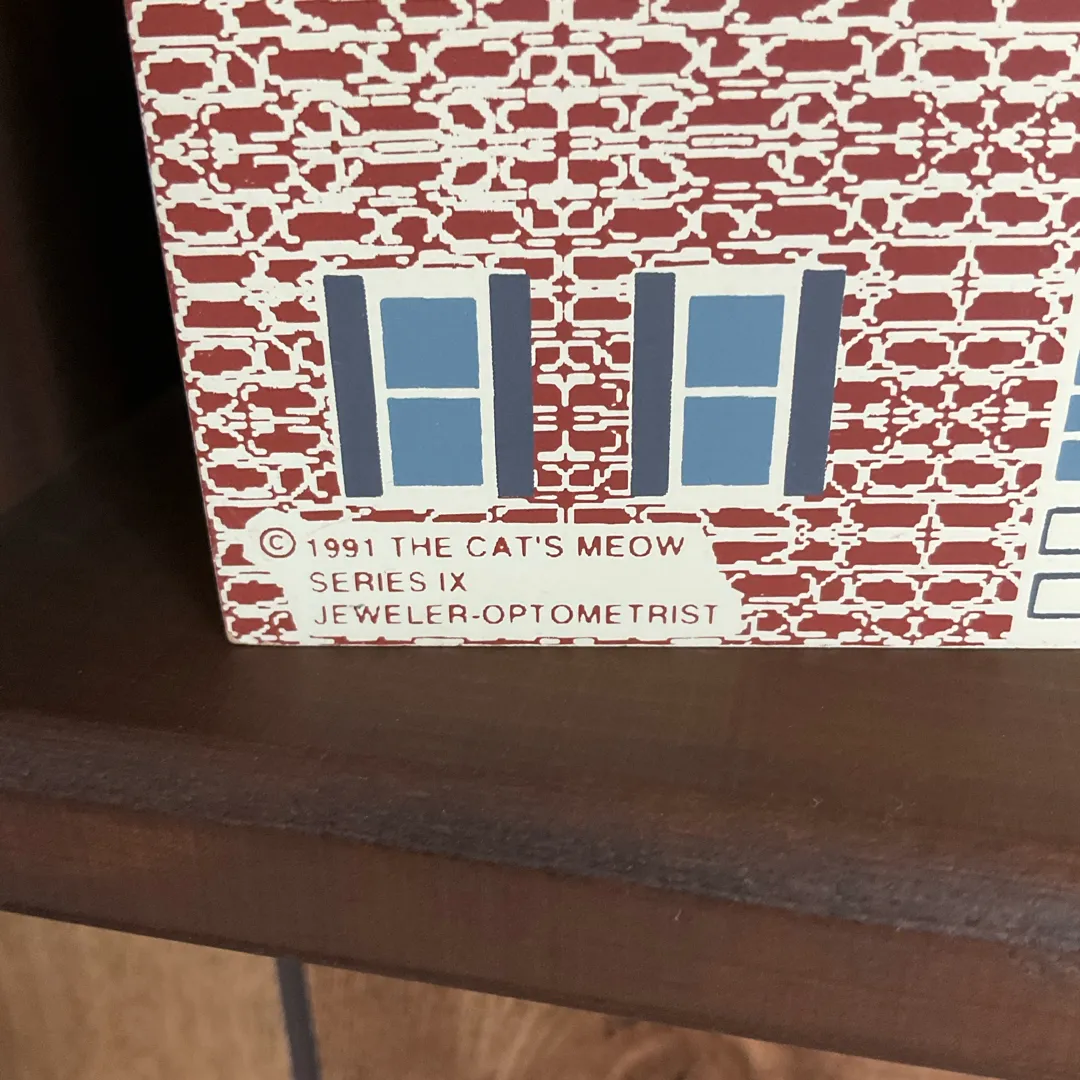 © 1991 THE CAT'S MEOW
SERIES IX
JEWELER-OPTOMETRIST